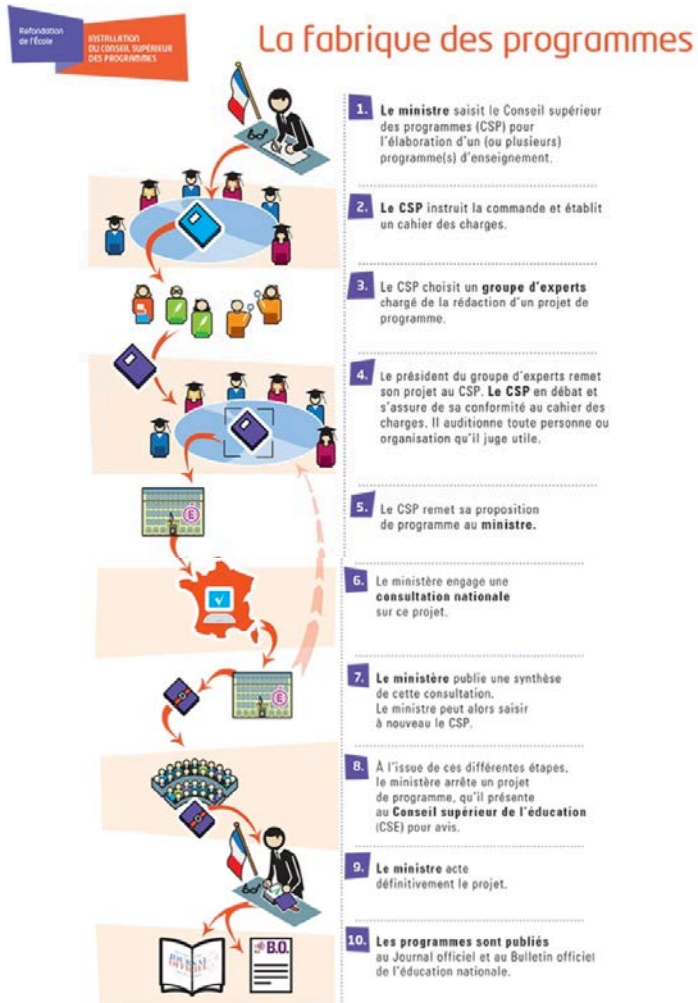 Refondation
de l'École
INSTALLATION
DU CONSEIL SUPÉRIEUR
DES PROGRAMMES
La fabrique des programmes
1. Le ministre saisit le Conseil supérieur
des programmes (CSP) pour
l'élaboration d'un (ou plusieurs)
programme(s) d'enseignement.
2. Le CSP instruit la commande et établit
un cahier des charges.
3. Le CSP choisit un groupe d'experts
chargé de la rédaction d'un projet de
programme.
4. Le président du groupe d'experts remet
son projet au CSP. Le CSP en débat et
s'assure de sa conformité au cahier des
charges. Il auditionne toute personne ou
organisation qu'il juge utile.
5. Le CSP remet sa proposition
de programme au ministre.
6. Le ministère engage une
consultation nationale
sur ce projet.
7. Le ministère publie une synthèse
de cette consultation.
Le ministre peut alors saisir
à nouveau le CSP.
8. À l'issue de ces différentes étapes,
le ministère arrête un projet
de programme, qu'il présente
au Conseil supérieur de l'éducation
(CSE) pour avis.
9. Le ministre acte
définitivement le projet.
10. Les programmes sont publiés
au Journal officiel et au Bulletin officiel
de l'éducation nationale.
É
É
JOURNAL
OFFICIEL
B.O.